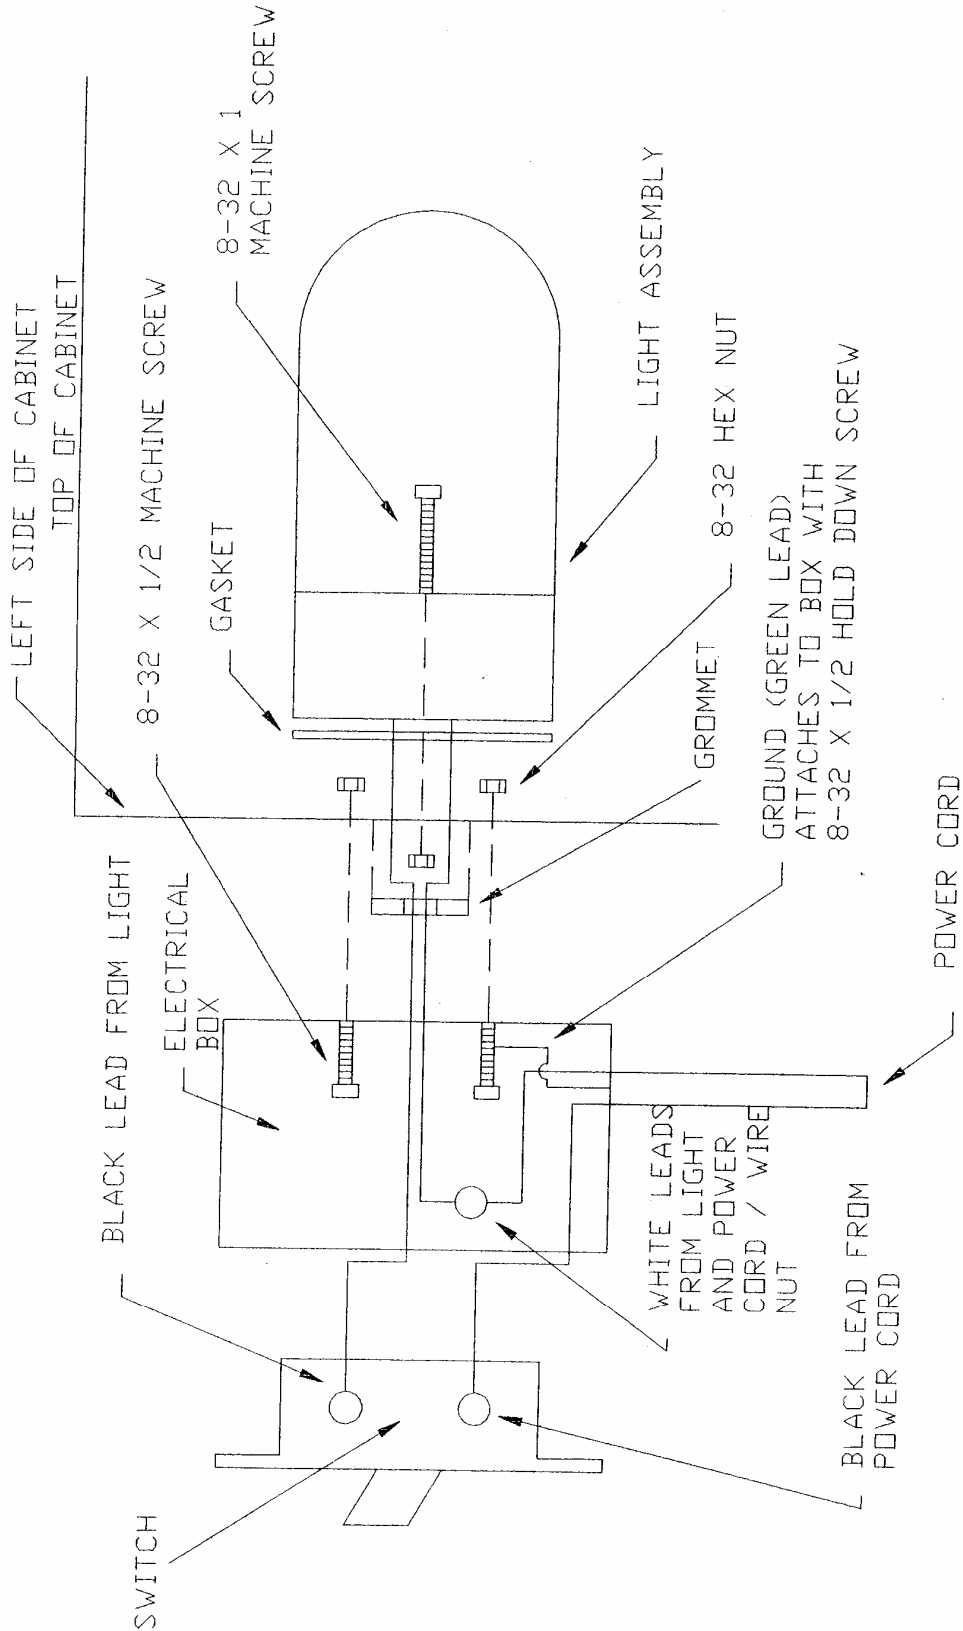 LEFT SIDE OF CABINET
TOP OF CABINET
8-32 X 1/2 MACHINE SCREW
8-32 X 1
MACHINE SCREW
GASKET
BLACK LEAD FROM LIGHT
ELECTRICAL
BOX
SWITCH
LIGHT ASSEMBLY
8-32 HEX NUT
GROMMET
GROUND (GREEN LEAD)
ATTACHES TO BOX WITH
8-32 X 1/2 HOLD DOWN SCREW
POWER CORD
WHITE LEADS
FROM LIGHT
AND POWER
CORD / WIRE
NUT
BLACK LEAD FROM
POWER CORD